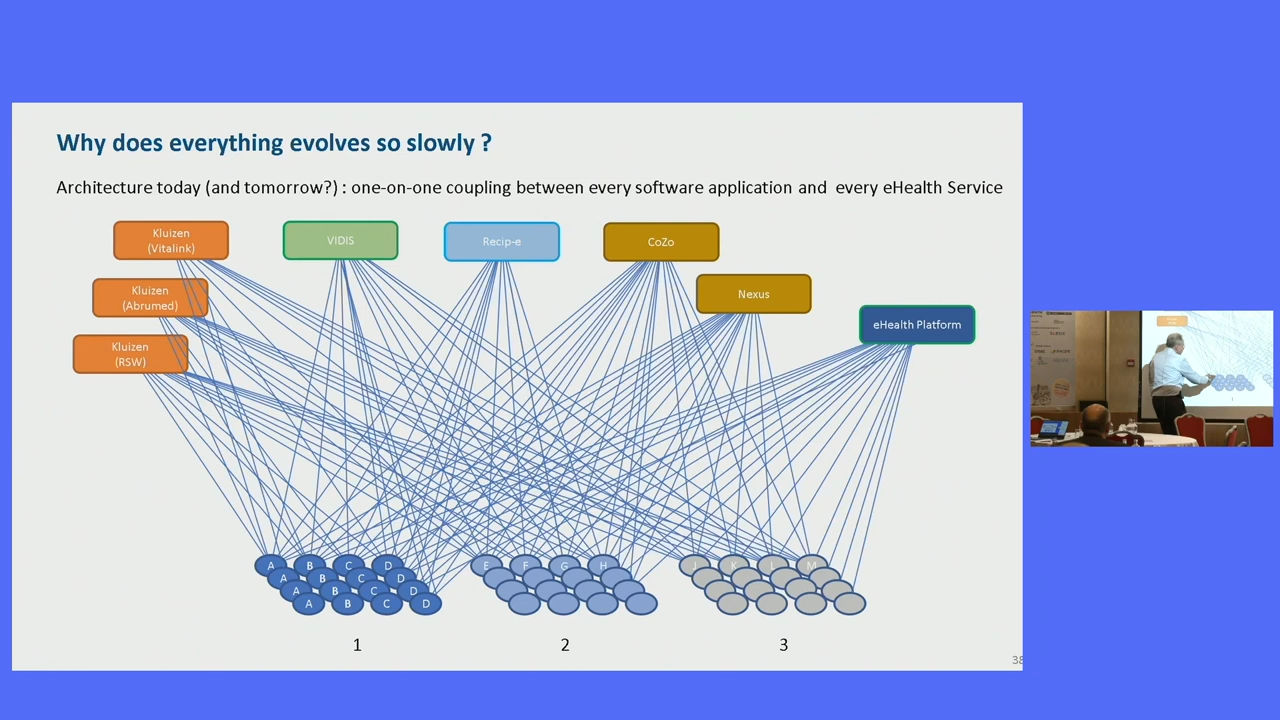 Why does everything evolves so slowly ?
Architecture today (and tomorrow?) : one-on-one coupling between every software application and every eHealth Service
Kluizen
(Vitalink)
VIDIS
Recip-e
CoZo
Kluizen
(Abrumed)
Nexus
eHealth Platform
Kluizen
(RSW)
A B C D
A B C D
A B C D
A B C D
E F G H
J K L M
1
2
3
38